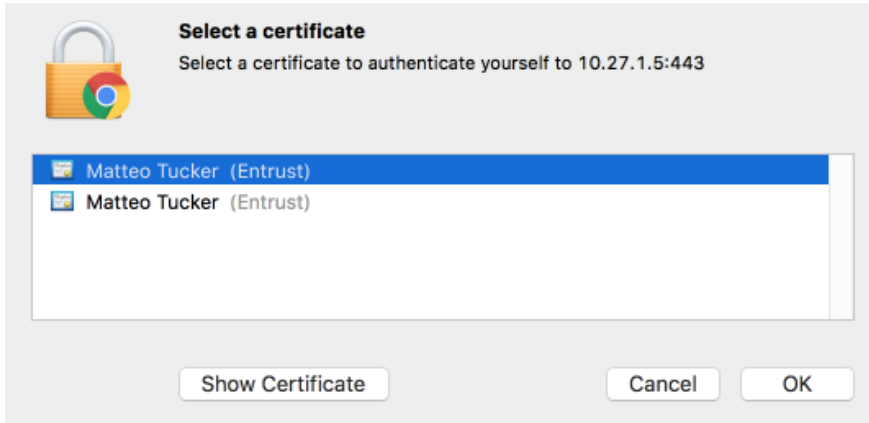 Select a certificate
Select a certificate to authenticate yourself to 10.27.1.5:443
Matteo Tucker (Entrust)
Matteo Tucker (Entrust)
Show Certificate Cancel OK